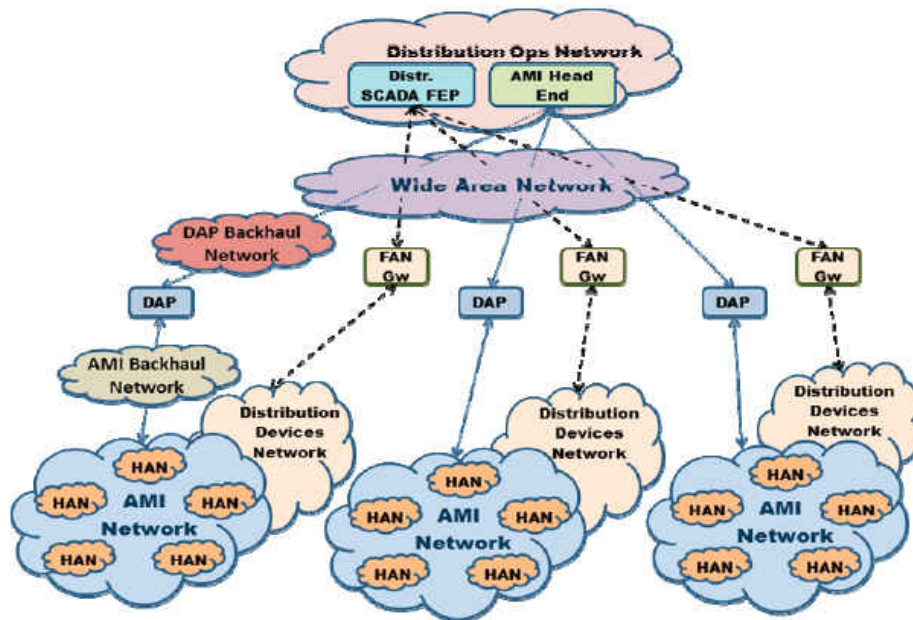 Distribution Ops Network
Distr.
SCADA FEP
AMI Head
End
Wide Area Network
DAP Backhaul
Network
FAN
Gw
FAN
Gw
FAN
Gw
DAP
DAP
DAP
AMI Backhaul
Network
Distribution
Devices
Network
Distribution
Devices
Network
Distribution
Devices
Network
HAN
HAN
HAN
AMI
Network
HAN
HAN
HAN
HAN
HAN
AMI
Network
HAN
HAN
HAN
HAN
HAN
AMI
Network
HAN
HAN